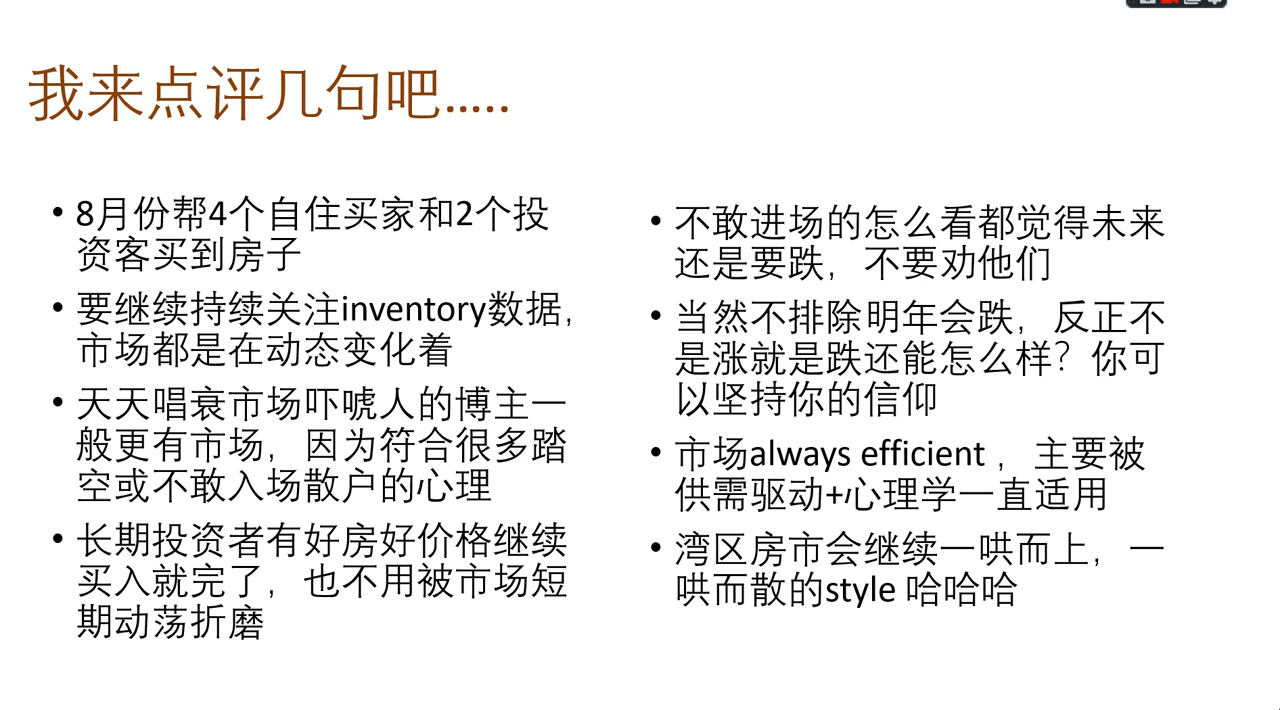 我来点评几句吧.....
• 8月份帮4个自住买家和2个投
资客买到房子
• 要继续持续关注inventory数据，
市场都是在动态变化着
• 天天唱衰市场吓唬人的博主一
般更有市场，因为符合很多踏
空或不敢入场散户的心理
• 长期投资者有好房好价格继续
买入就完了，也不用被市场短
期动荡折磨
• 不敢进场的怎么看都觉得未来
还是要跌，不要劝他们
• 当然不排除明年会跌，反正不
是涨就是跌还能怎么样？你可
以坚持你的信仰
• 市场always efficient ，主要被
供需驱动+心理学一直适用
• 湾区房市会继续一哄而上，一
哄而散的style 哈哈哈